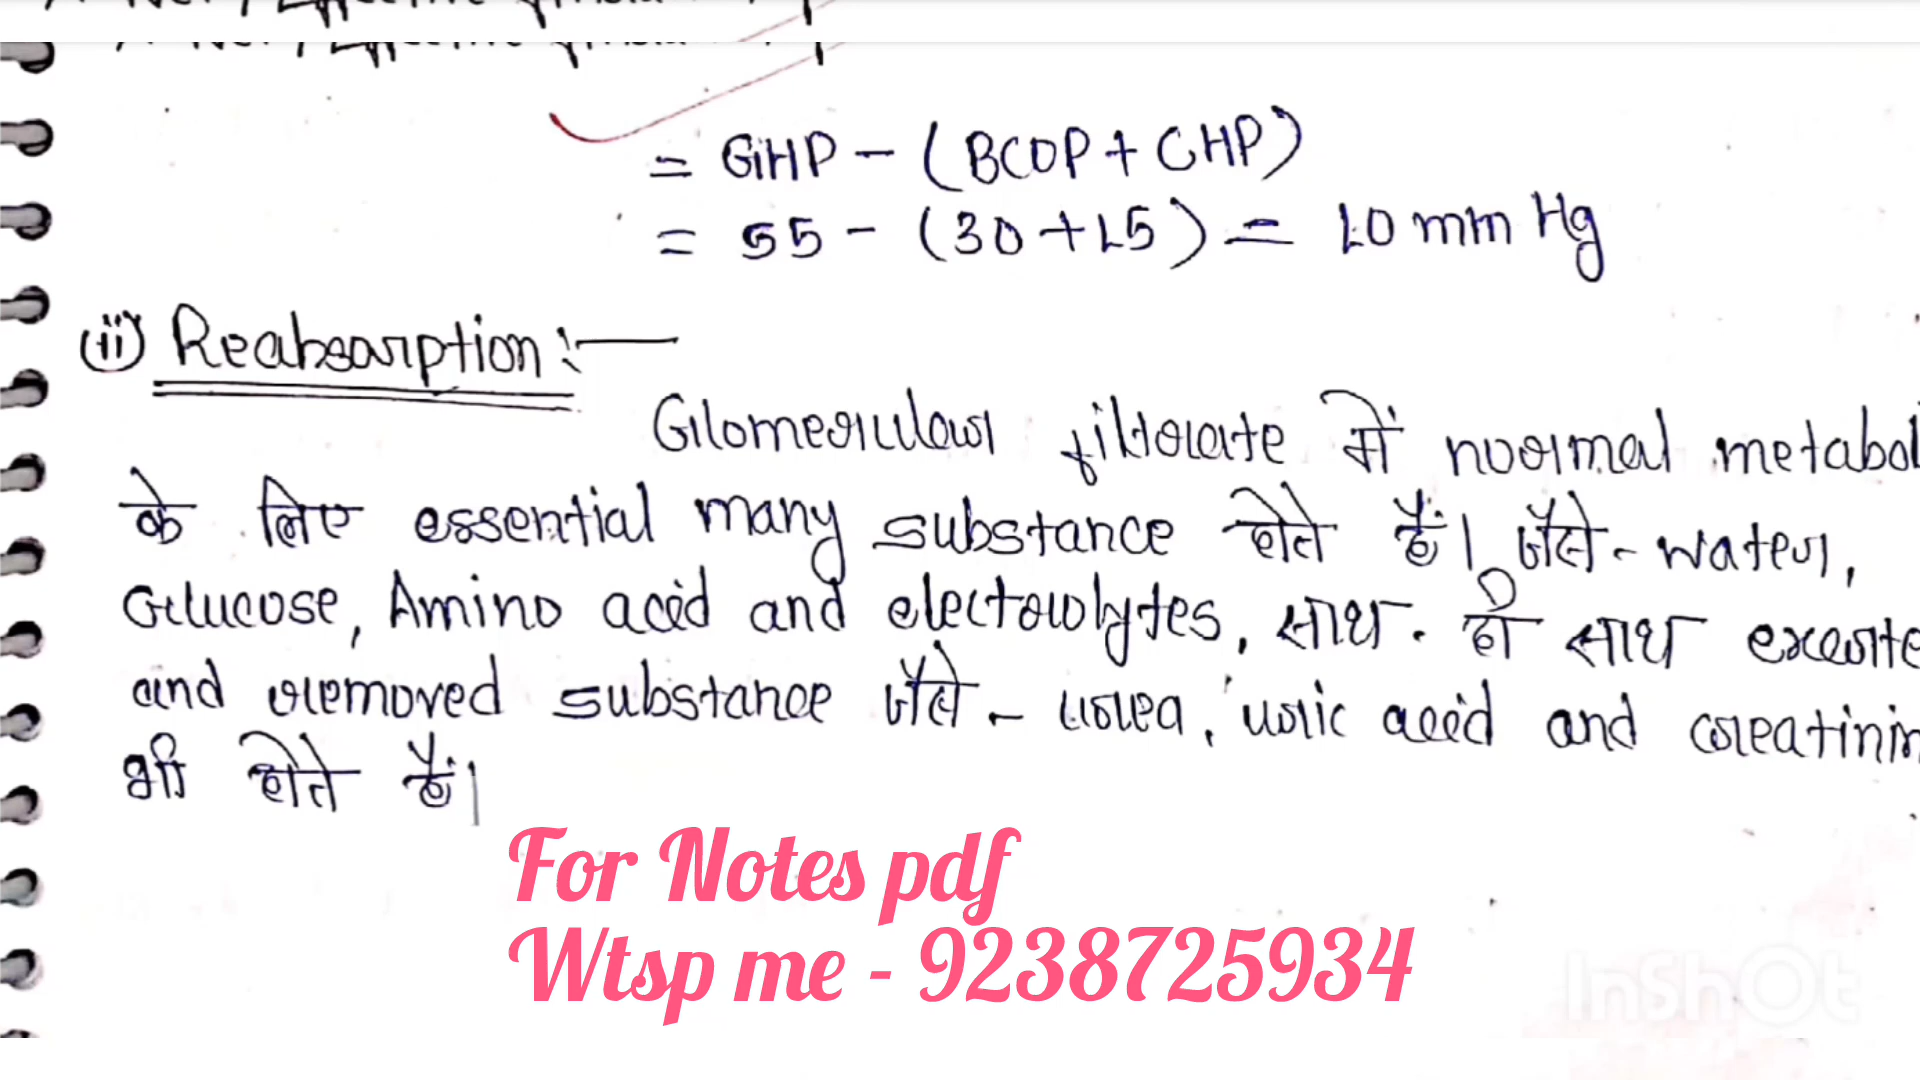 = GHP - (BCOP + CHP)
= 55 - (30 + 15) = 10 mm Hg
(ii) Reabsorption :-
Glomerular filtrate में normal metabol
के लिए essential many substance होते हैं। जैसे - water,
Glucose, Amino acid and electrolytes, साथ - ही साथ excrete
and removed substance जैसे - urea, uric acid and creatinin
भी होते हैं।
For Notes pdf
Wtsp me - 9238725934
InShOt